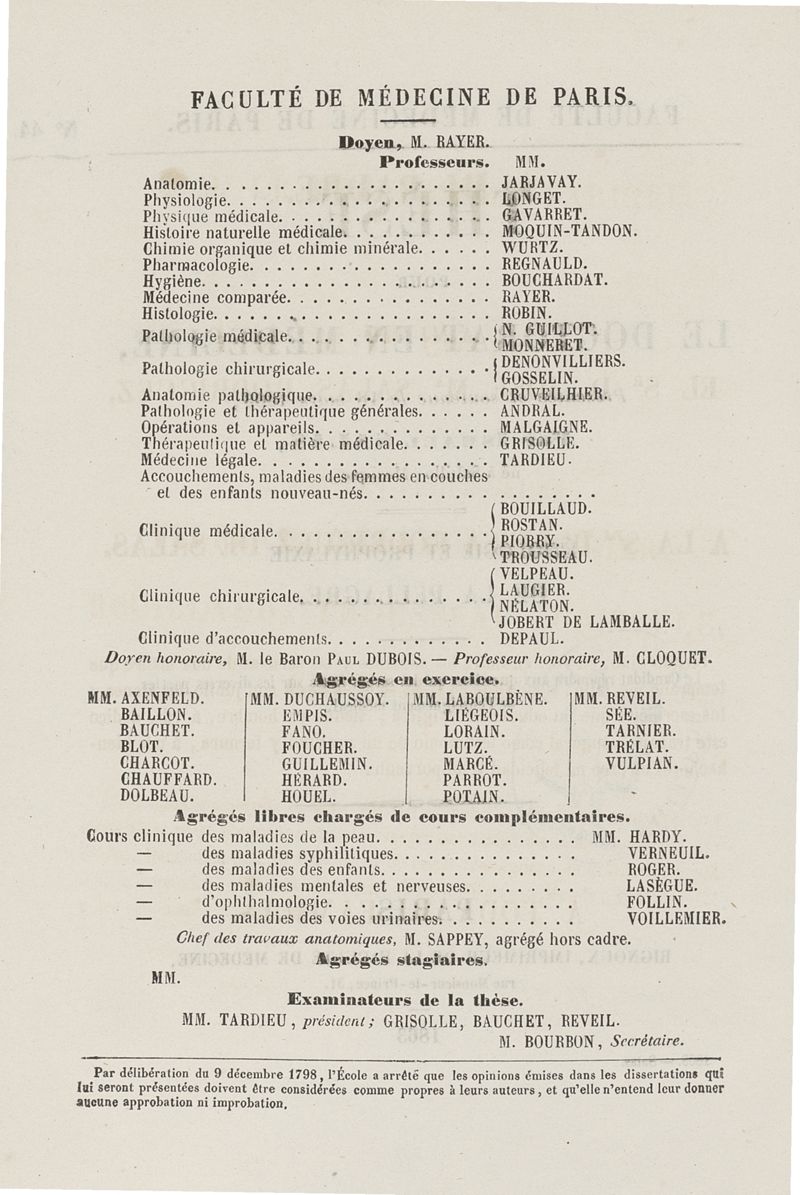 FACULTÉ DE MÉDECINE DE PARIS.
Doyen, M. RAYER.
Professeurs. MM.
Anatomie. . . . . . . . . . . . . . . . . . . . . . JARJAVAY.
Physiologie. . . . . . . . . . . . . . . . . . . . . LONGET.
Physique médicale. . . . . . . . . . . . . . . . . GAVARRET.
Histoire naturelle médicale. . . . . . . . . . . . MOQUIN-TANDON.
Chimie organique et chimie minérale. . . . . . WURTZ.
Pharmacologie. . . . . . . . . . . . . . . . . . . REGNAULD.
Hygiène. . . . . . . . . . . . . . . . . . . . . . . BOUCHARDAT.
Médecine comparée. . . . . . . . . . . . . . . . RAYER.
Histologie. . . . . . . . . . . . . . . . . . . . . . ROBIN.
Pathologie médicale. . . . . . . . . . . . . . . . { N. GUILLOT.
MONNERET.
Pathologie chirurgicale. . . . . . . . . . . . . . { DENONVILLIERS.
GOSSELIN.
Anatomie pathologique. . . . . . . . . . . . . . CRUVEILHIER.
Pathologie et thérapeutique générales. . . . . . ANDRAL.
Opérations et appareils. . . . . . . . . . . . . . MALGAIGNE.
Thérapeutique et matière médicale. . . . . . . GRISOLLE.
Médecine légale. . . . . . . . . . . . . . . . . . TARDIEU.
Accouchements, maladies des femmes en couches
et des enfants nouveau-nés. . . . . . . . . . . . . . . . . .
Clinique médicale. . . . . . . . . . . . . . . . . { BOUILLAUD.
ROSTAN.
PIORRY.
TROUSSEAU.
Clinique chirurgicale. . . . . . . . . . . . . . . { VELPEAU.
LAUGIER.
NÉLATON.
JOBERT DE LAMBALLE.
Clinique d'accouchements. . . . . . . . . . . . . DEPAUL.
Doyen honoraire, M. le Baron PAUL DUBOIS. — Professeur honoraire, M. CLOQUET.
Agrégés en exercice.
MM. AXENFELD.
BAILLON.
BAUCHET.
BLOT.
CHARCOT.
CHAUFFARD.
DOLBEAU.
MM. DUCHAUSSOY.
EMPIS.
FANO.
FOUCHER.
GUILLEMIN.
HÉRARD.
HOUEL.
MM. LABOULBÈNE.
LIÉGEOIS.
LORAIN.
LUTZ.
MARCÉ.
PARROT.
POTAIN.
MM. REVEIL.
SÉE.
TARNIER.
TRÉLAT.
VULPIAN.
Agrégés libres chargés de cours complémentaires.
Cours clinique des maladies de la peau. . . . . . . . . . . . . . . . MM. HARDY.
— des maladies syphilitiques. . . . . . . . . . . . . . VERNEUIL.
— des maladies des enfants. . . . . . . . . . . . . . . ROGER.
— des maladies mentales et nerveuses. . . . . . . . . LASÈGUE.
— d'ophthalmologie. . . . . . . . . . . . . . . . . . . FOLLIN.
— des maladies des voies urinaires. . . . . . . . . . . VOILLEMIER.
Chef des travaux anatomiques, M. SAPPEY, agrégé hors cadre.
Agrégés stagiaires.
MM.
Examinateurs de la thèse.
MM. TARDIEU, président; GRISOLLE, BAUCHET, REVEIL.
M. BOURBON, Secrétaire.
Par délibération du 9 décembre 1798, l'École a arrêté que les opinions émises dans les dissertations qui
lui seront présentées doivent être considérées comme propres à leurs auteurs, et qu'elle n'entend leur donner
aucune approbation ni improbation.